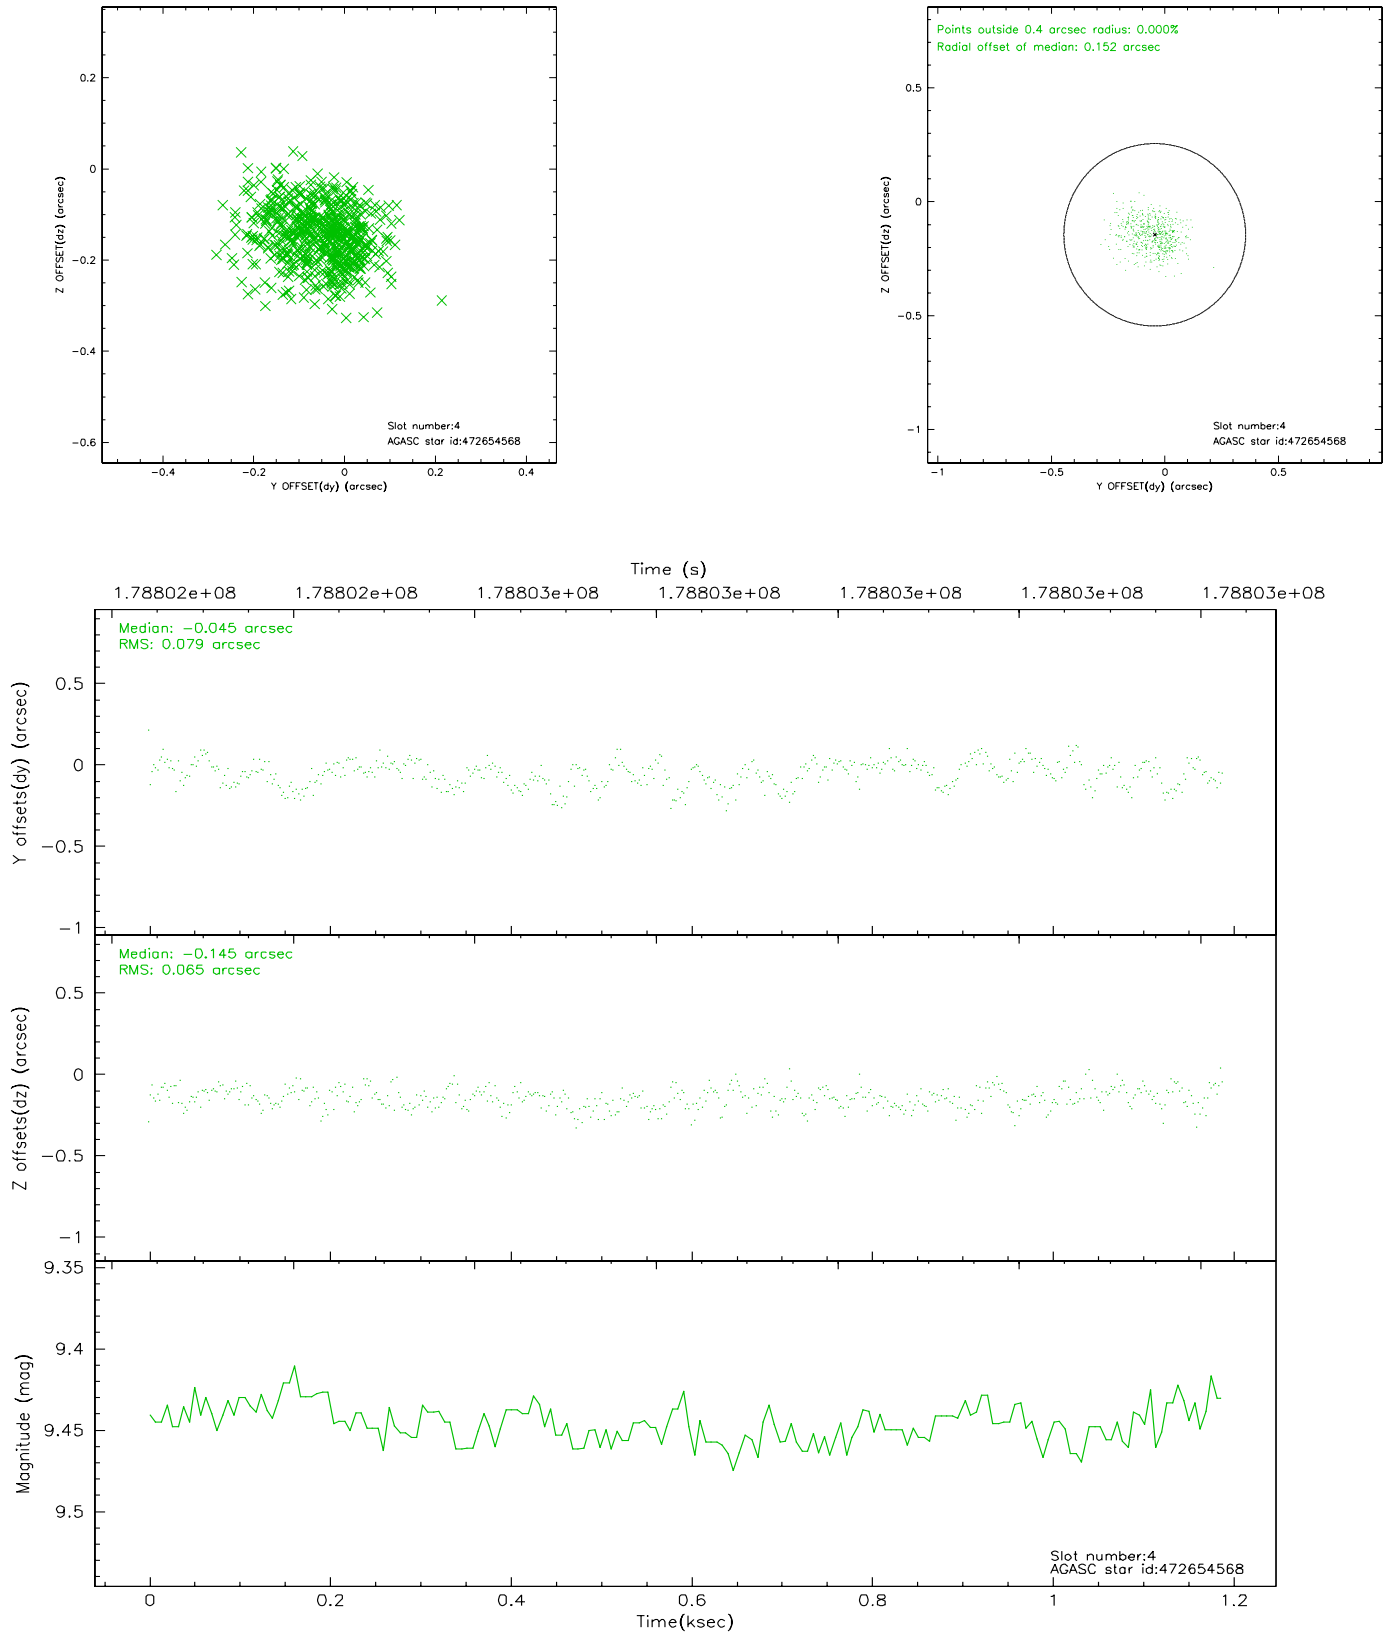 0.2
0
−0.2
−0.4
−0.6
Z OFFSET(dz) (arcsec)
Slot number:4
AGASC star id:472654568
−0.4 −0.2 0 0.2 0.4
Y OFFSET(dy) (arcsec)
Points outside 0.4 arcsec radius: 0.000%
Radial offset of median: 0.152 arcsec
0.5
0
−0.5
−1
Z OFFSET(dz) (arcsec)
Slot number:4
AGASC star id:472654568
−1 −0.5 0 0.5
Y OFFSET(dy) (arcsec)
Time (s)
1.78802e+08 1.78802e+08 1.78803e+08 1.78803e+08 1.78803e+08 1.78803e+08 1.78803e+08
Median: −0.045 arcsec
RMS: 0.079 arcsec
0.5
0
−0.5
−1
Y offsets(dy) (arcsec)
Median: −0.145 arcsec
RMS: 0.065 arcsec
0.5
0
−0.5
−1
Z offsets(dz) (arcsec)
9.35
9.4
9.45
9.5
Magnitude (mag)
Slot number:4
AGASC star id:472654568
0 0.2 0.4 0.6 0.8 1 1.2
Time(ksec)